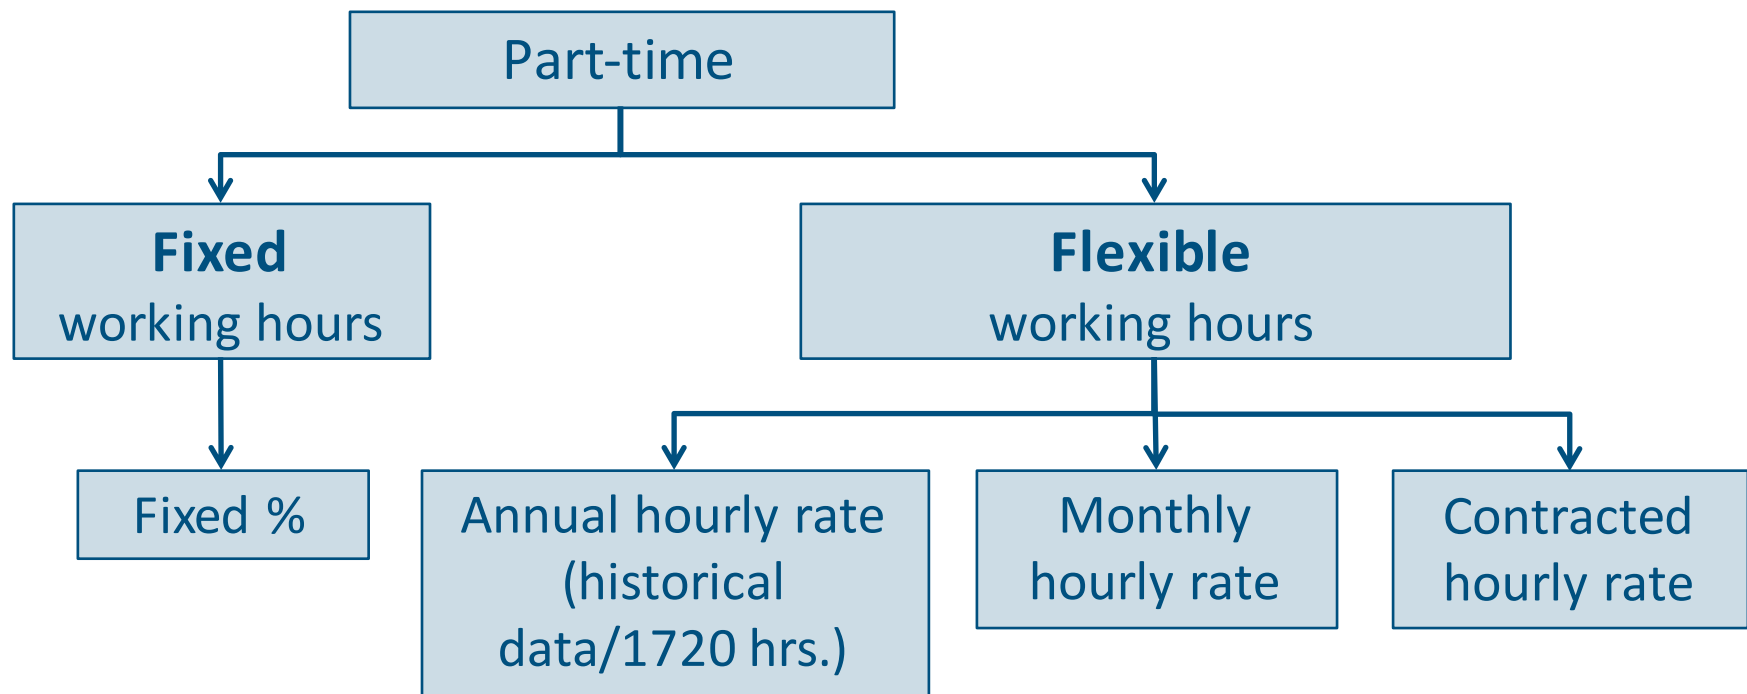 Part-time
Fixed
working hours
Flexible
working hours
Fixed %
Annual hourly rate
(historical
data/1720 hrs.)
Monthly
hourly rate
Contracted
hourly rate